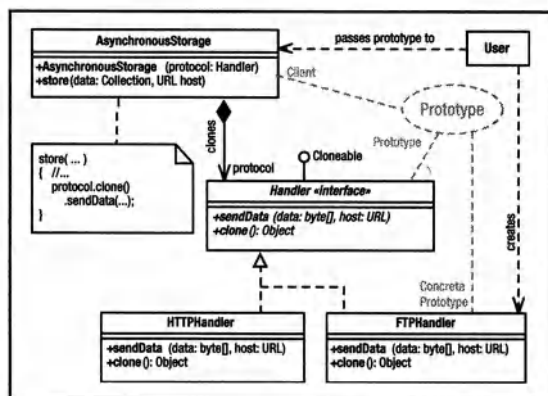 AsynchronousStorage
+AsynchronousStorage (protocol: Handler)
+store(data: Collection, URL host)
passes prototype to
User
Client
Prototype
Prototype
clones
protocol
Cloneable
store( ... )
{ //...
protocol.clone()
.sendData(...);
}
Handler «interface»
+sendData (data: byte[], host: URL)
+clone(): Object
creates
Concrete
Prototype
HTTPHandler
+sendData (data: byte[], host: URL)
+clone(): Object
FTPHandler
+sendData (data: byte[], host: URL)
+clone(): Object